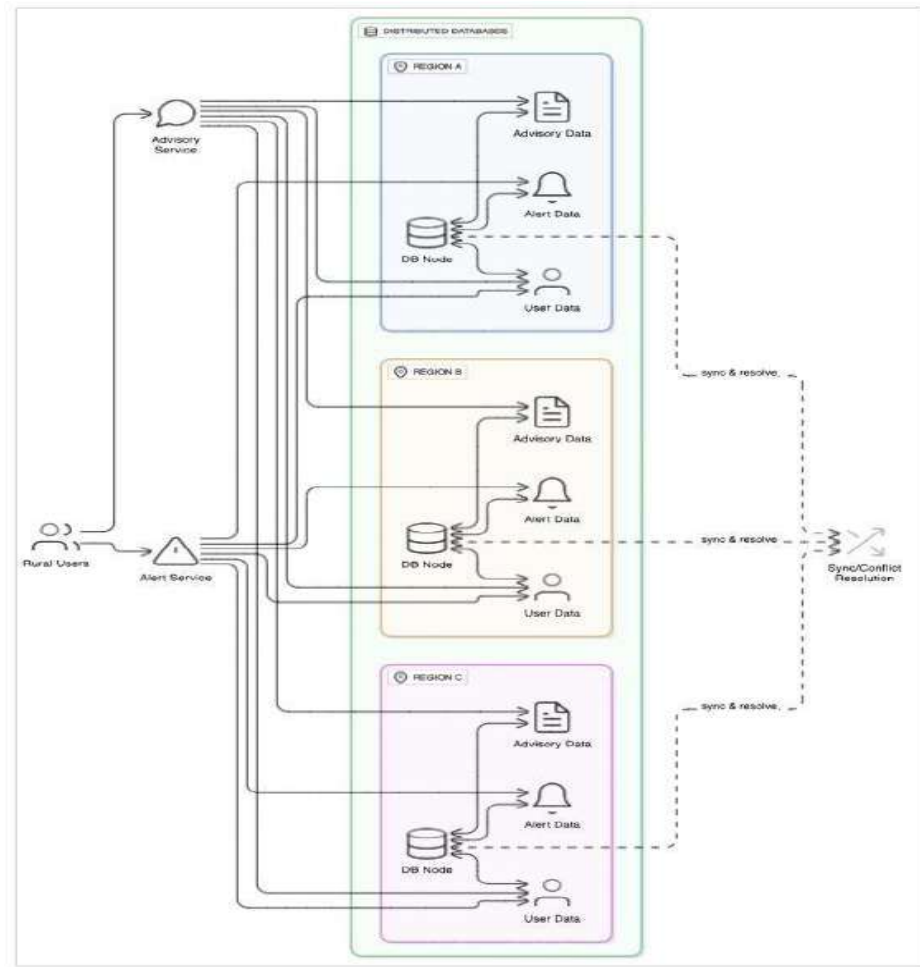 DISTRIBUTED DATABASES
REGION A
Advisory
Service
Advisory Data
Alert Data
DB Node
User Data
REGION B
sync & resolve,
Advisory Data
Alert Data
Rural Users
Alert Service
DB Node
sync & resolve
Sync/Conflict
Resolution
User Data
REGION C
sync & resolve,
Advisory Data
Alert Data
DB Node
User Data